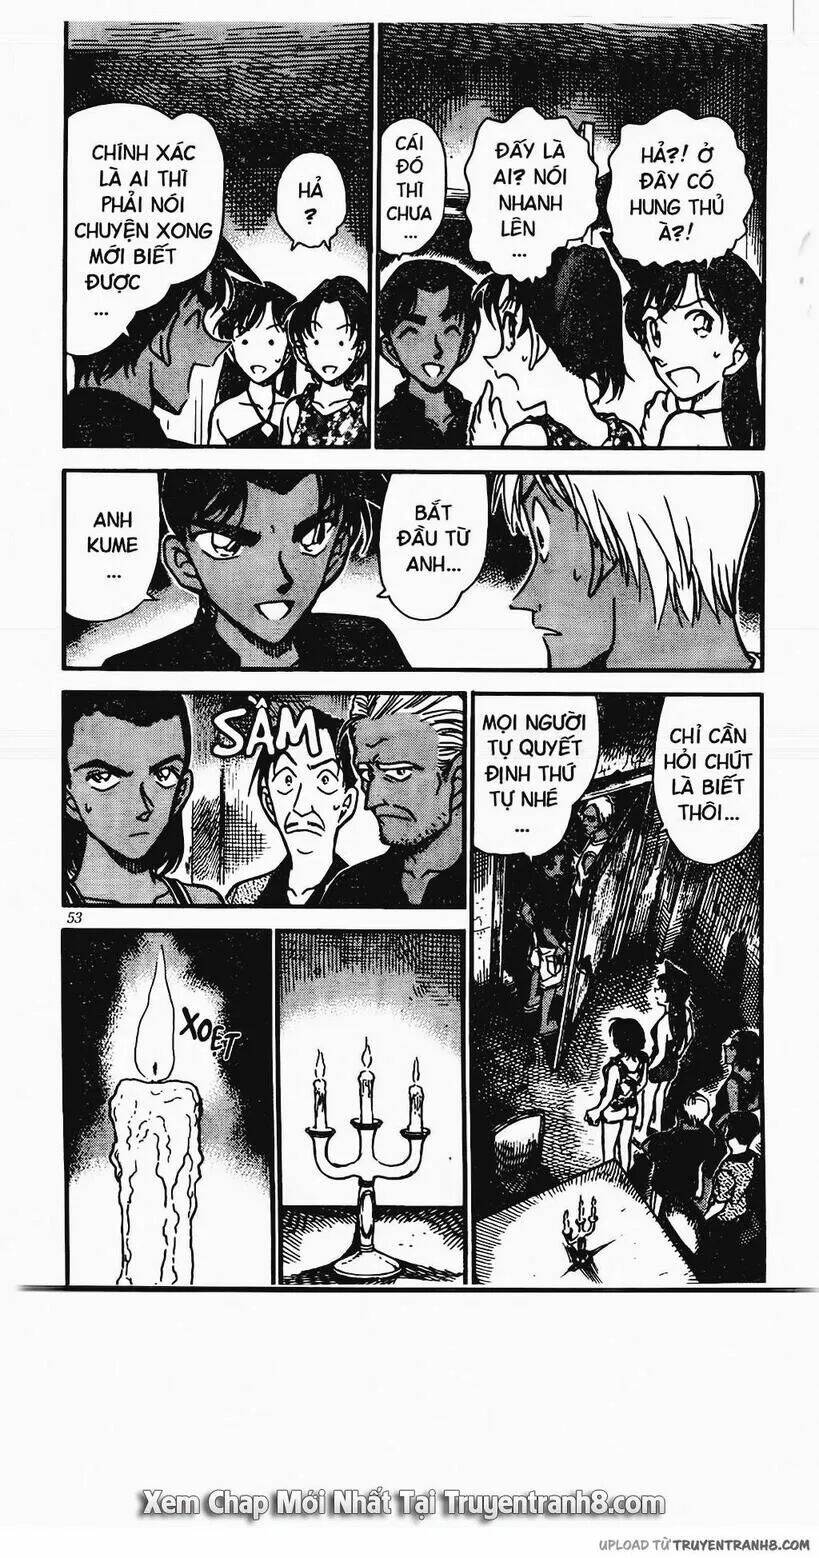 HẢ?! Ở
ĐÂY CÓ
HUNG THỦ
À?!
ĐẤY LÀ
AI? NÓI
NHANH
LÊN
...
CÁI
ĐÓ
THÌ
CHƯA
...
HẢ
?
CHÍNH XÁC
LÀ AI THÌ
PHẢI NÓI
CHUYỆN XONG
MỚI BIẾT
ĐƯỢC
...
BẮT
ĐẦU TỪ
ANH...
ANH
KUME
...
CHỈ CẦN
HỎI CHÚT
LÀ BIẾT
THÔI...
MỌI NGƯỜI
TỰ QUYẾT
ĐỊNH THỨ
TỰ NHÉ
...
SẦM
53
XOẸT
Xem Chap Mới Nhất Tại Truyentranh8.com
UPLOAD TỪ TRUYENTRANH8.COM